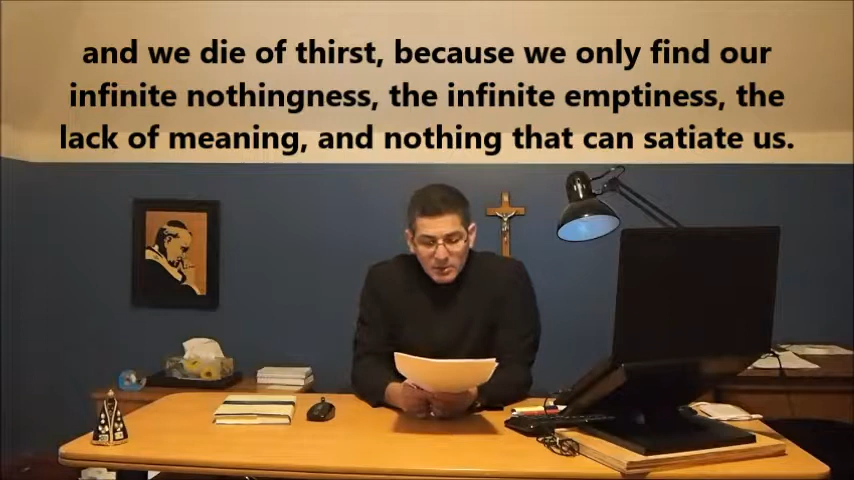 and we die of thirst, because we only find our
infinite nothingness, the infinite emptiness, the
lack of meaning, and nothing that can satiate us.